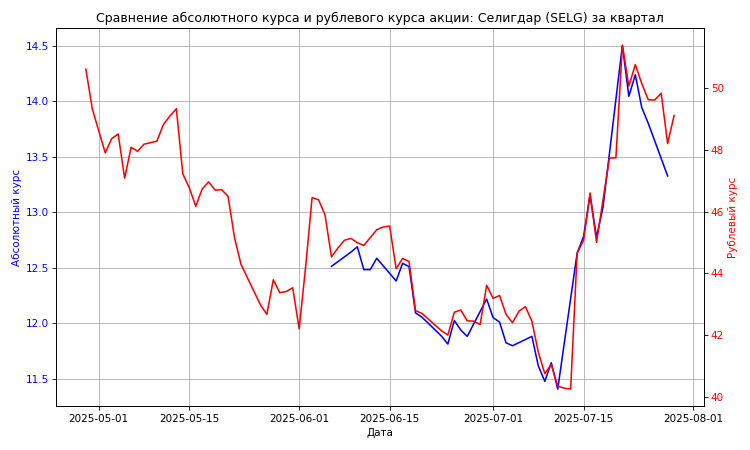 Сравнение абсолютного курса и рублевого курса акции: Селигдар (SELG) за квартал
14.5
14.0
13.5
13.0
12.5
12.0
11.5
Абсолютный курс
50
48
46
44
42
40
Рублевый курс
2025-05-01 2025-05-15 2025-06-01 2025-06-15 2025-07-01 2025-07-15 2025-08-01
Дата